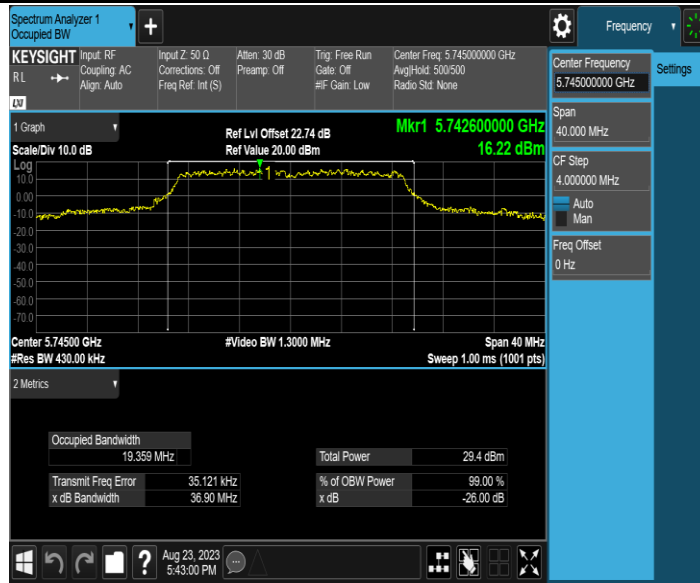 Spectrum Analyzer 1
Occupied BW
Frequency
KEYSIGHT
RL
LXI
Input: RF
Coupling: AC
Align: Auto
Input Z: 50 Ω
Corrections: Off
Freq Ref: Int (S)
Atten: 30 dB
Preamp: Off
Trig: Free Run
Gate: Off
#IF Gain: Low
Center Freq: 5.745000000 GHz
Avg|Hold: 500/500
Radio Std: None
Center Frequency
5.745000000 GHz
Settings
Span
40.000 MHz
CF Step
4.000000 MHz
Auto
Man
Freq Offset
0 Hz
1 Graph
Scale/Div 10.0 dB
Ref Lvl Offset 22.74 dB
Ref Value 20.00 dBm
Mkr1 5.742600000 GHz
16.22 dBm
Log
10.0
0.00
-10.0
-20.0
-30.0
-40.0
-50.0
-60.0
-70.0
1
Center 5.74500 GHz
#Res BW 430.00 kHz
#Video BW 1.3000 MHz
Span 40 MHz
Sweep 1.00 ms (1001 pts)
2 Metrics
Occupied Bandwidth
19.359 MHz
Total Power 29.4 dBm
Transmit Freq Error 35.121 kHz
% of OBW Power 99.00 %
x dB Bandwidth 36.90 MHz
x dB -26.00 dB
Aug 23, 2023
5:43:00 PM